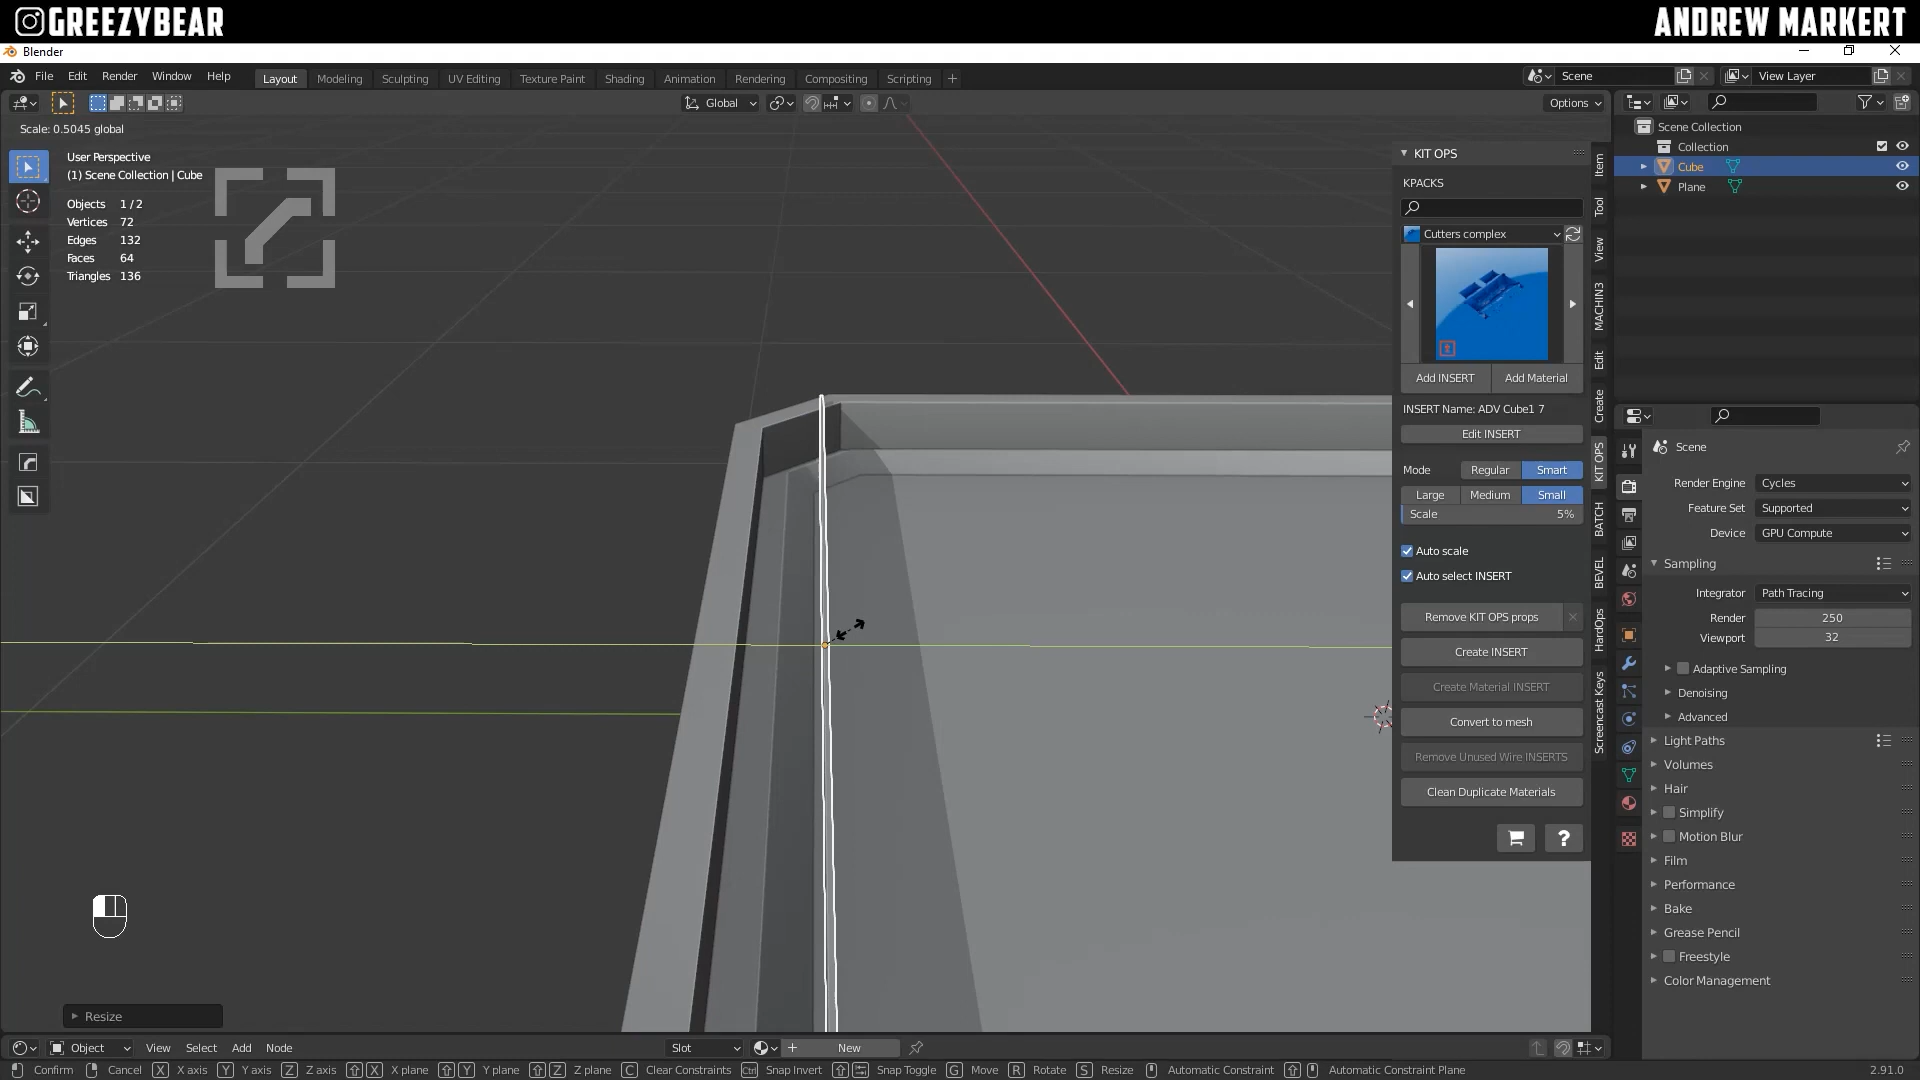 GREEZYBEAR
ANDREW MARKERT
Blender
File Edit Render Window Help
Layout Modeling Sculpting UV Editing Texture Paint Shading Animation Rendering Compositing Scripting +
Scene
View Layer
Global
Options
Scale: 0.5045 global
User Perspective
(1) Scene Collection | Cube
Objects 1 / 2
Vertices 72
Edges 132
Faces 64
Triangles 136
KIT OPS
KPACKS
Cutters complex
Add INSERT
Add Material
INSERT Name: ADV Cube1 7
Edit INSERT
Mode Regular Smart
Large Medium Small
Scale 5%
Auto scale
Auto select INSERT
Remove KIT OPS props
Create INSERT
Create Material INSERT
Convert to mesh
Remove Unused Wire INSERTS
Clean Duplicate Materials
?
Item
Tool
View
MACHIN3
Edit
Create
KIT OPS
BATCH
BEVEL
HardOps
Screencast Keys
Scene Collection
Collection
Cube
Plane
Scene
Render Engine Cycles
Feature Set Supported
Device GPU Compute
Sampling
Integrator Path Tracing
Render 250
Viewport 32
Adaptive Sampling
Denoising
Advanced
Light Paths
Volumes
Hair
Simplify
Motion Blur
Film
Performance
Bake
Grease Pencil
Freestyle
Color Management
Resize
Object View Select Add Node
Slot
New
Confirm Cancel X X axis Y Y axis Z Z axis X X plane Y Y plane Z Z plane C Clear Constraints Ctrl Snap Invert Snap Toggle G Move R Rotate S Resize Automatic Constraint Automatic Constraint Plane
2.91.0